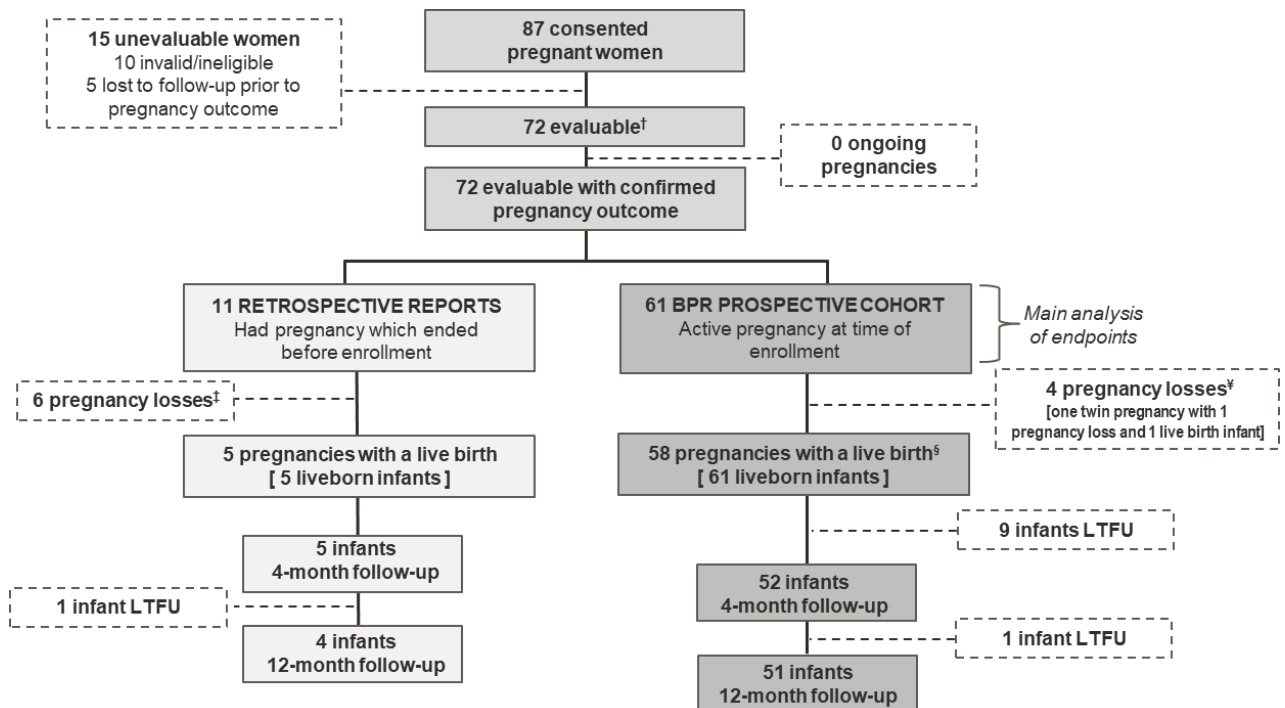 87 consented
pregnant women
15 unevaluable women
10 invalid/ineligible
5 lost to follow-up prior to
pregnancy outcome
72 evaluable†
0 ongoing
pregnancies
72 evaluable with confirmed
pregnancy outcome
11 RETROSPECTIVE REPORTS
Had pregnancy which ended
before enrollment
61 BPR PROSPECTIVE COHORT
Active pregnancy at time of
enrollment
Main analysis
of endpoints
6 pregnancy losses‡
4 pregnancy losses¥
[one twin pregnancy with 1
pregnancy loss and 1 live birth infant]
5 pregnancies with a live birth
[ 5 liveborn infants ]
58 pregnancies with a live birth§
[ 61 liveborn infants ]
9 infants LTFU
5 infants
4-month follow-up
52 infants
4-month follow-up
1 infant LTFU
1 infant LTFU
4 infants
12-month follow-up
51 infants
12-month follow-up